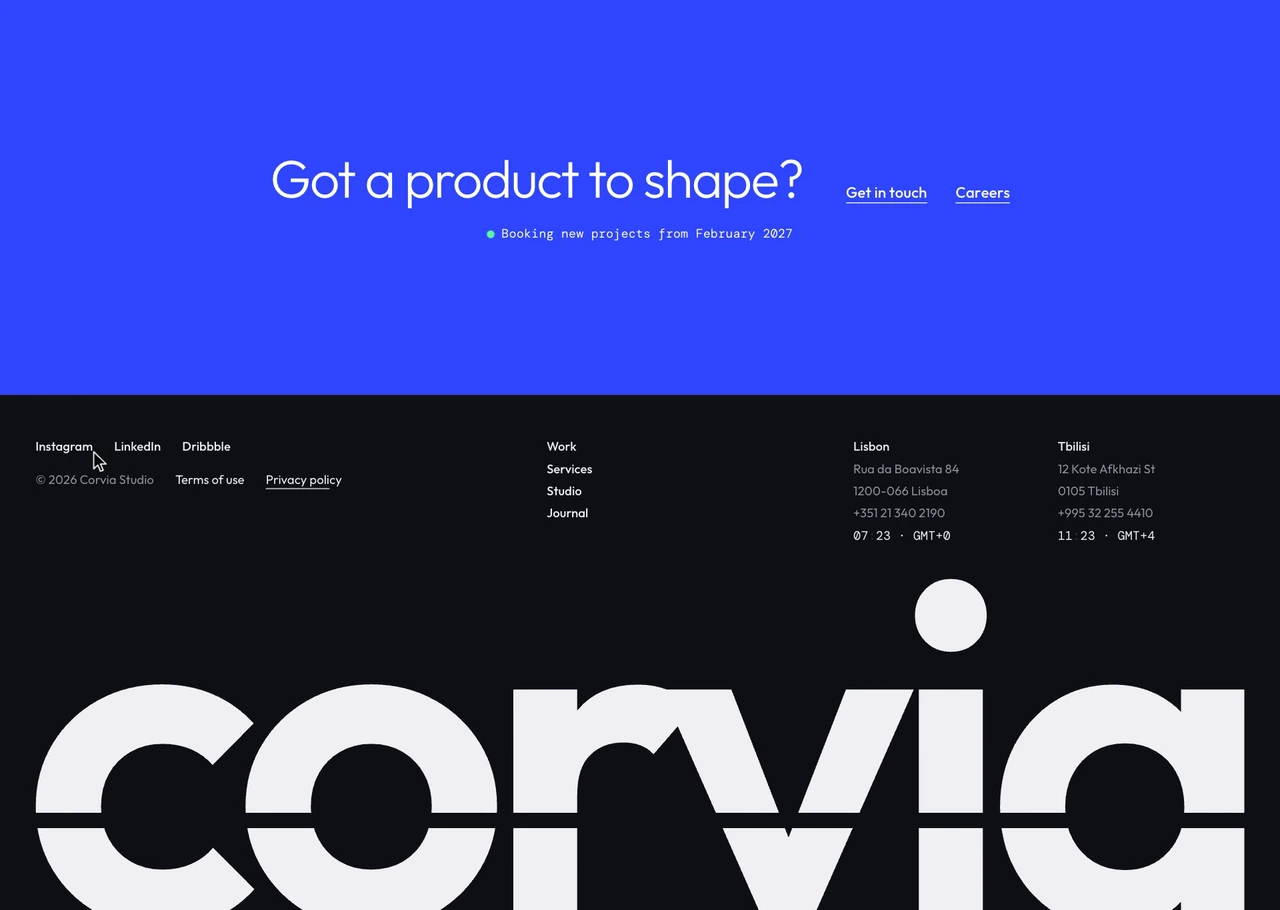 Got a product to shape?
Get in touch Careers
Booking new projects from February 2027
Instagram LinkedIn Dribbble
© 2026 Corvia Studio Terms of use Privacy policy
Work
Services
Studio
Journal
Lisbon
Rua da Boavista 84
1200-066 Lisboa
+351 21 340 2190
07:23 · GMT+0
Tbilisi
12 Kote Afkhazi St
0105 Tbilisi
+995 32 255 4410
11:23 · GMT+4
corvia